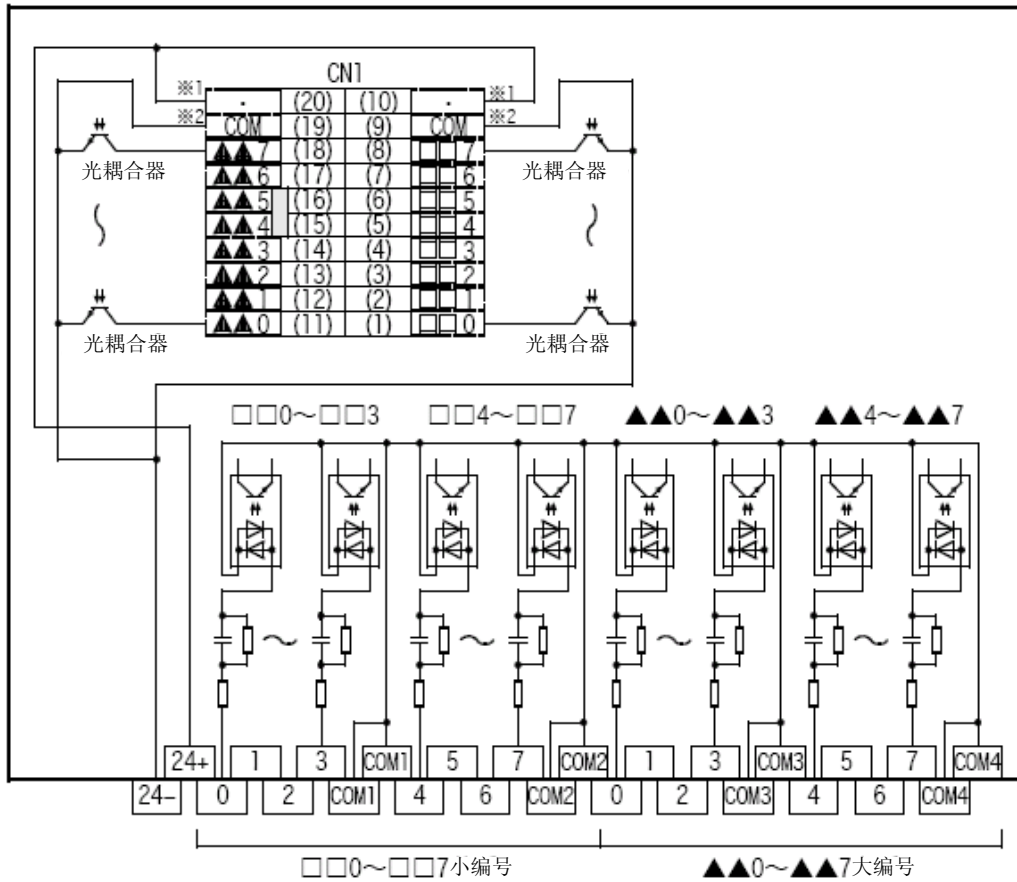 CN1
※1 . (20) (10) . ※1
※2 COM (19) (9) COM ※2
▲▲7 (18) (8) □□7
光耦合器 ▲▲6 (17) (7) □□6 光耦合器
▲▲5 (16) (6) □□5
▲▲4 (15) (5) □□4
▲▲3 (14) (4) □□3
▲▲2 (13) (3) □□2
▲▲1 (12) (2) □□1
▲▲0 (11) (1) □□0
光耦合器 光耦合器
□□0~□□3 □□4~□□7 ▲▲0~▲▲3 ▲▲4~▲▲7
24+ 1 3 COM1 5 7 COM2 1 3 COM3 5 7 COM4
24- 0 2 COM1 4 6 COM2 0 2 COM3 4 6 COM4
□□0~□□7小编号 ▲▲0~▲▲7大编号